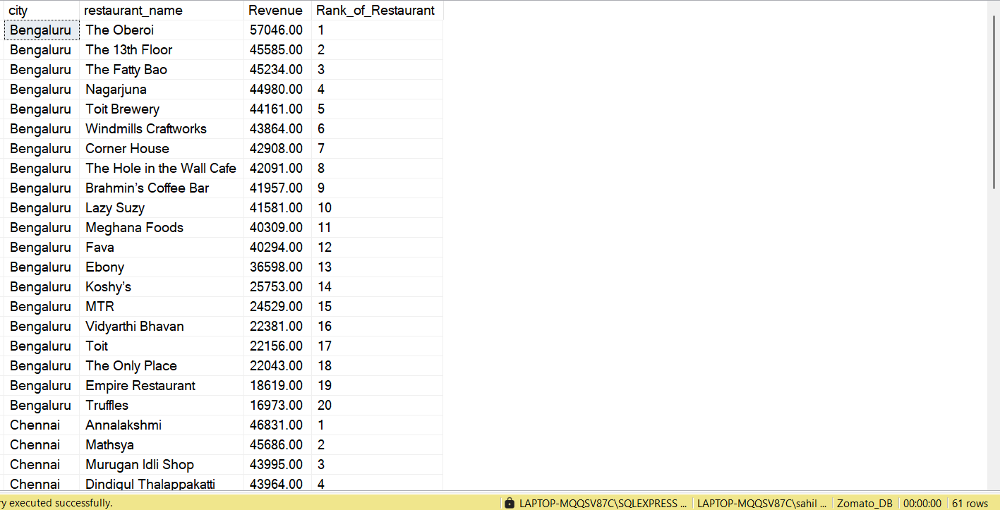 city restaurant_name Revenue Rank_of_Restaurant
Bengaluru The Oberoi 57046.00 1
Bengaluru The 13th Floor 45585.00 2
Bengaluru The Fatty Bao 45234.00 3
Bengaluru Nagarjuna 44980.00 4
Bengaluru Toit Brewery 44161.00 5
Bengaluru Windmills Craftworks 43864.00 6
Bengaluru Corner House 42908.00 7
Bengaluru The Hole in the Wall Cafe 42091.00 8
Bengaluru Brahmin’s Coffee Bar 41957.00 9
Bengaluru Lazy Suzy 41581.00 10
Bengaluru Meghana Foods 40309.00 11
Bengaluru Fava 40294.00 12
Bengaluru Ebony 36598.00 13
Bengaluru Koshy’s 25753.00 14
Bengaluru MTR 24529.00 15
Bengaluru Vidyarthi Bhavan 22381.00 16
Bengaluru Toit 22156.00 17
Bengaluru The Only Place 22043.00 18
Bengaluru Empire Restaurant 18619.00 19
Bengaluru Truffles 16973.00 20
Chennai Annalakshmi 46831.00 1
Chennai Mathsya 45686.00 2
Chennai Murugan Idli Shop 43995.00 3
Chennai Dindigul Thalappakatti 43964.00 4
ry executed successfully. LAPTOP-MQQSV87C\SQLEXPRESS ... LAPTOP-MQQSV87C\sahil ... Zomato_DB 00:00:00 61 rows